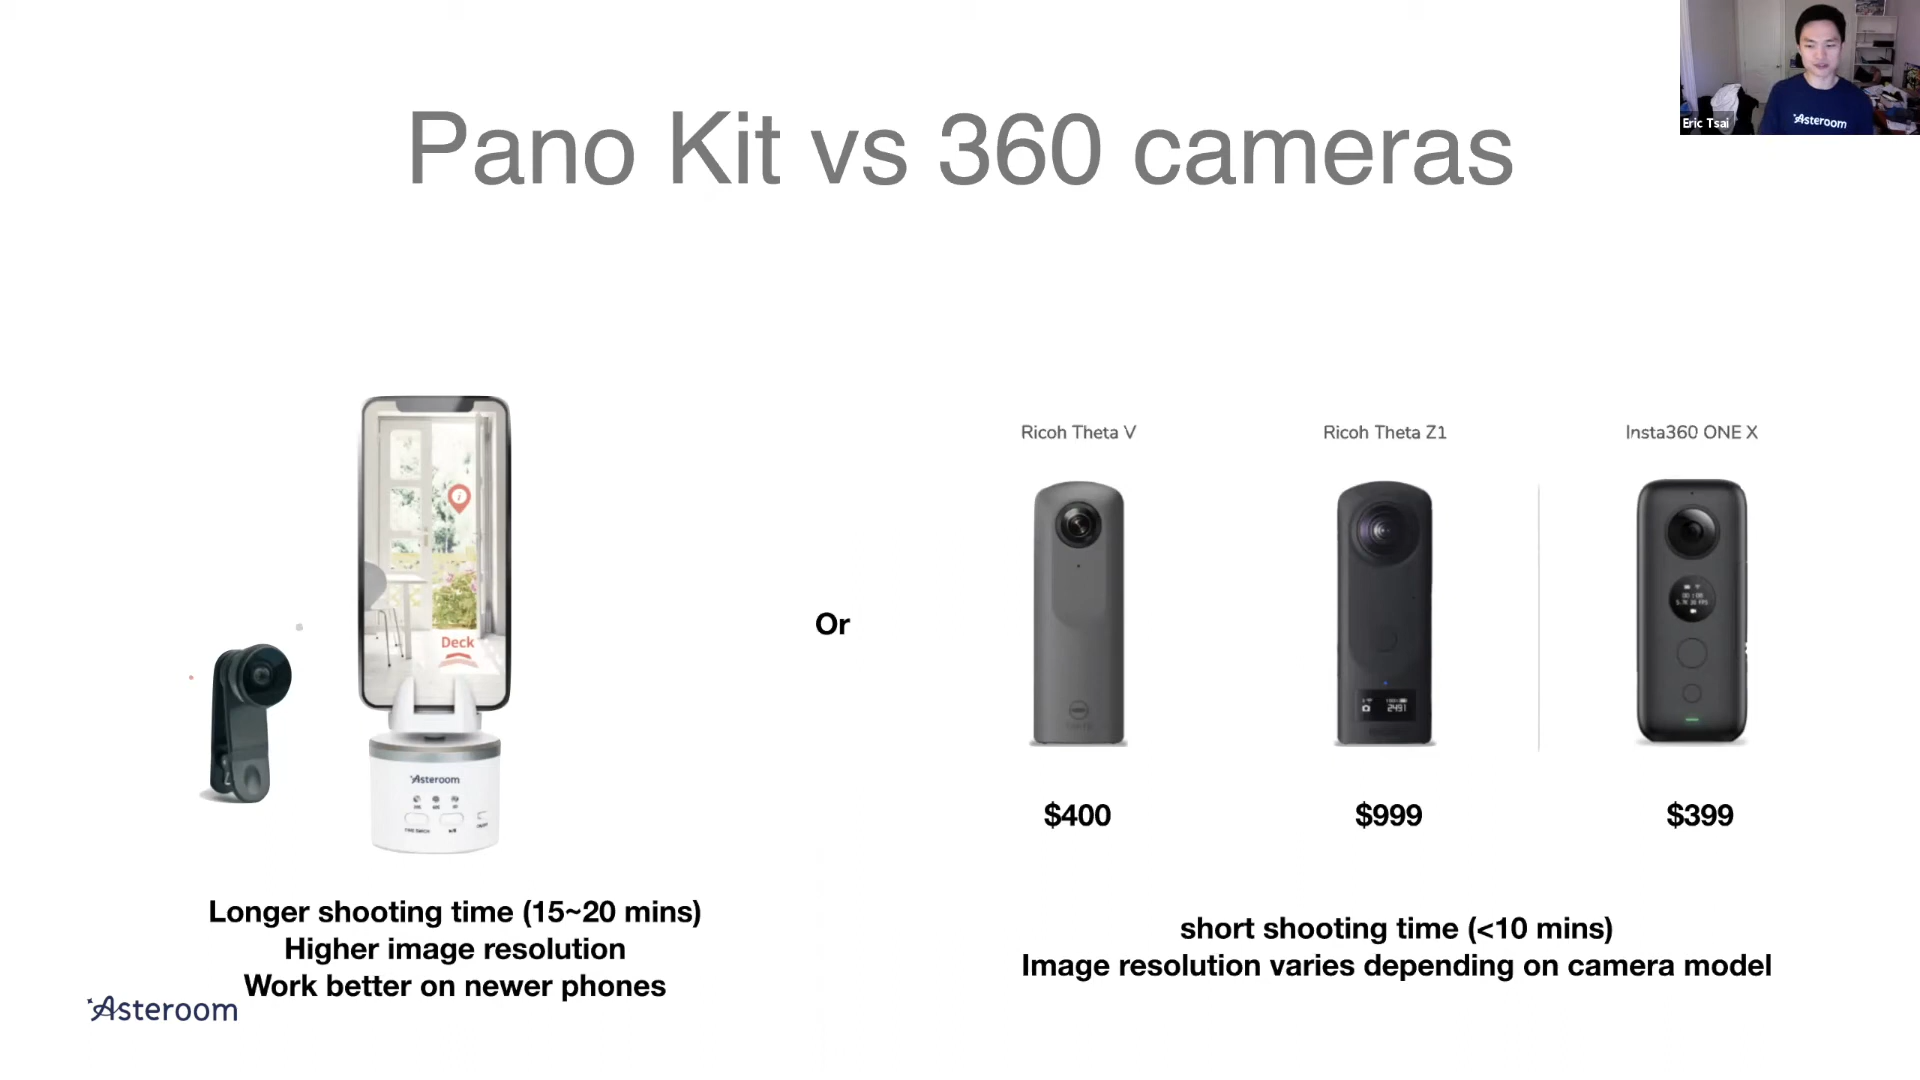 Pano Kit vs 360 cameras
Asteroom
Eric Tsai
Ricoh Theta V
Ricoh Theta Z1
Insta360 ONE X
Deck
Or
Asteroom
$400
$999
$399
Longer shooting time (15~20 mins)
Higher image resolution
Work better on newer phones
short shooting time (<10 mins)
Image resolution varies depending on camera model
Asteroom